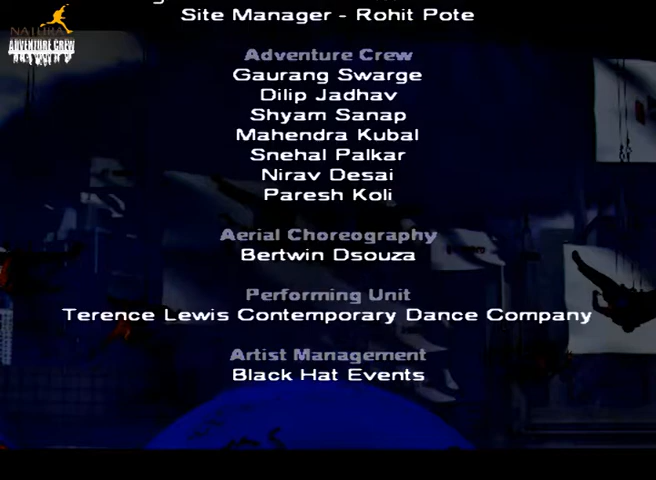 Site Manager - Rohit Pote
NATURA
ADVENTURE CREW
Adventure Crew
Gaurang Swarge
Dilip Jadhav
Shyam Sanap
Mahendra Kubal
Snehal Palkar
Nirav Desai
Paresh Koli
Aerial Choreography
Bertwin Dsouza
Performing Unit
Terence Lewis Contemporary Dance Company
Artist Management
Black Hat Events